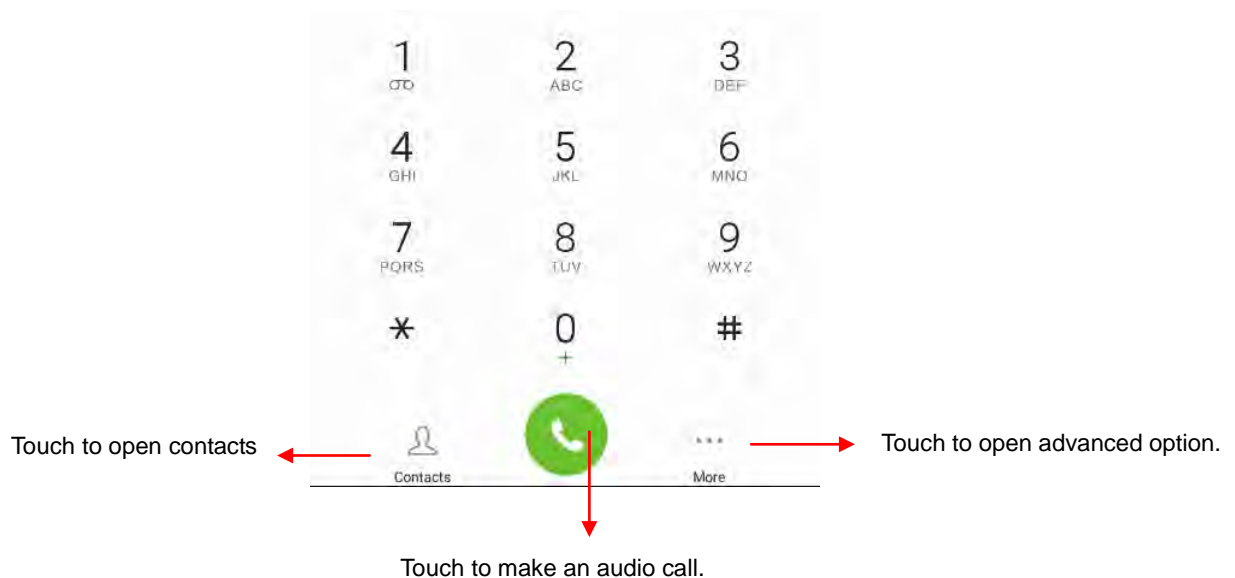 1 2 3
ABC DEF
4 5 6
GHI JKL MNO
7 8 9
PQRS TUV WXYZ
* 0 #
+
Touch to open contacts
Touch to open advanced option.
Contacts More
Touch to make an audio call.